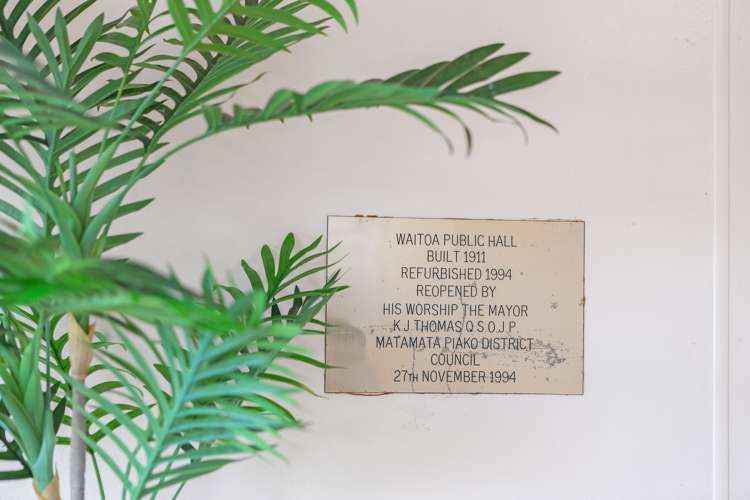 WAITOA PUBLIC HALL
BUILT 1911
REFURBISHED 1994
REOPENED BY
HIS WORSHIP THE MAYOR
K.J THOMAS Q.S.O J.P.
MATAMATA PIAKO DISTRICT
COUNCIL
27TH NOVEMBER 1994